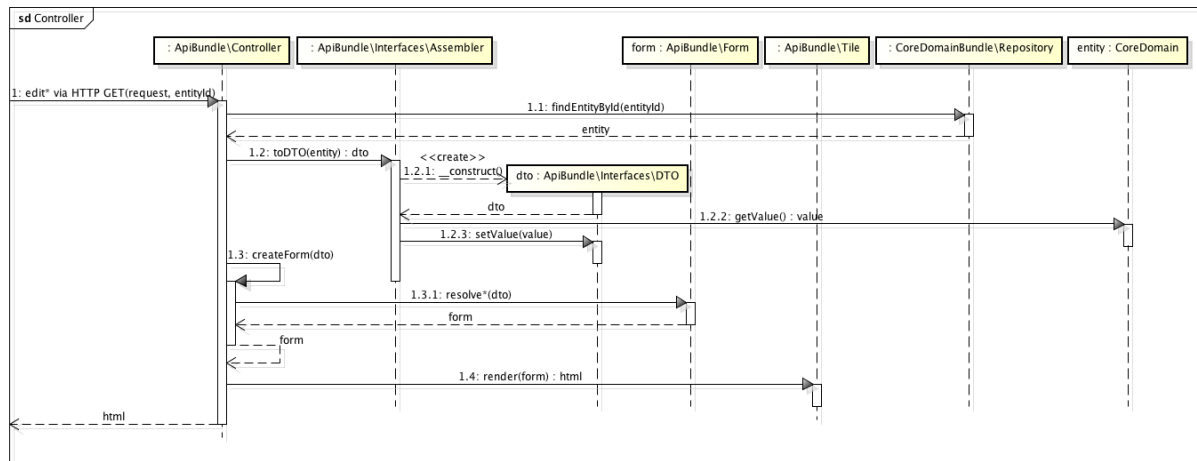 sd Controller
: ApiBundle\Controller
: ApiBundle\Interfaces\Assembler
form : ApiBundle\Form
: ApiBundle\Tile
: CoreDomainBundle\Repository
entity : CoreDomain
1: edit* via HTTP GET(request, entityId)
1.1: findEntityById(entityId)
entity
1.2: toDTO(entity) : dto
<<create>>
1.2.1: __construct()
dto : ApiBundle\Interfaces\DTO
dto
1.2.2: getValue() : value
1.2.3: setValue(value)
1.3: createForm(dto)
1.3.1: resolve*(dto)
form
form
1.4: render(form) : html
html